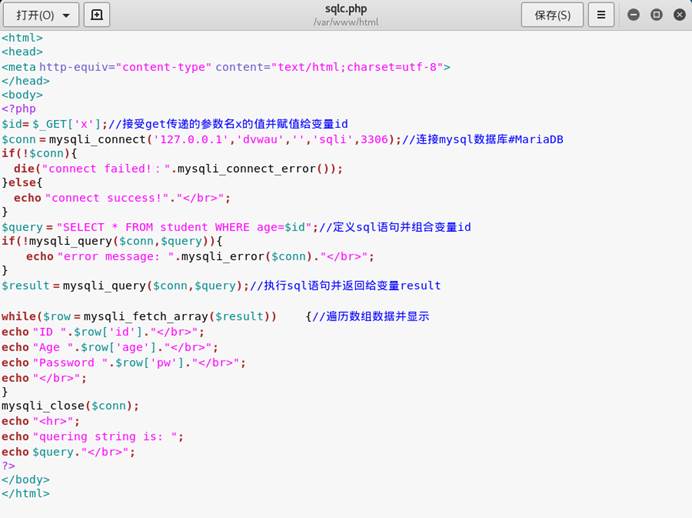 打开(O)
sqlc.php
/var/www/html
保存(S)
<html>
<head>
<meta http-equiv="content-type" content="text/html;charset=utf-8">
</head>
<body>
<?php
$id= $_GET['x'];//接受get传递的参数名x的值并赋值给变量id
$conn = mysqli_connect('127.0.0.1','dvwau','','sqli',3306);//连接mysql数据库#MariaDB
if(!$conn){
die("connect failed!：".mysqli_connect_error());
}else{
echo "connect success!"."</br>";
}
$query = "SELECT * FROM student WHERE age=$id";//定义sql语句并组合变量id
if(!mysqli_query($conn,$query)){
echo "error message: ".mysqli_error($conn)."</br>";
}
$result = mysqli_query($conn,$query);//执行sql语句并返回给变量result
while($row = mysqli_fetch_array($result)) {//遍历数组数据并显示
echo "ID ".$row['id']."</br>";
echo "Age ".$row['age']."</br>";
echo "Password ".$row['pw']."</br>";
echo "</br>";
}
mysqli_close($conn);
echo "<hr>";
echo "quering string is: ";
echo $query."</br>";
?>
</body>
</html>